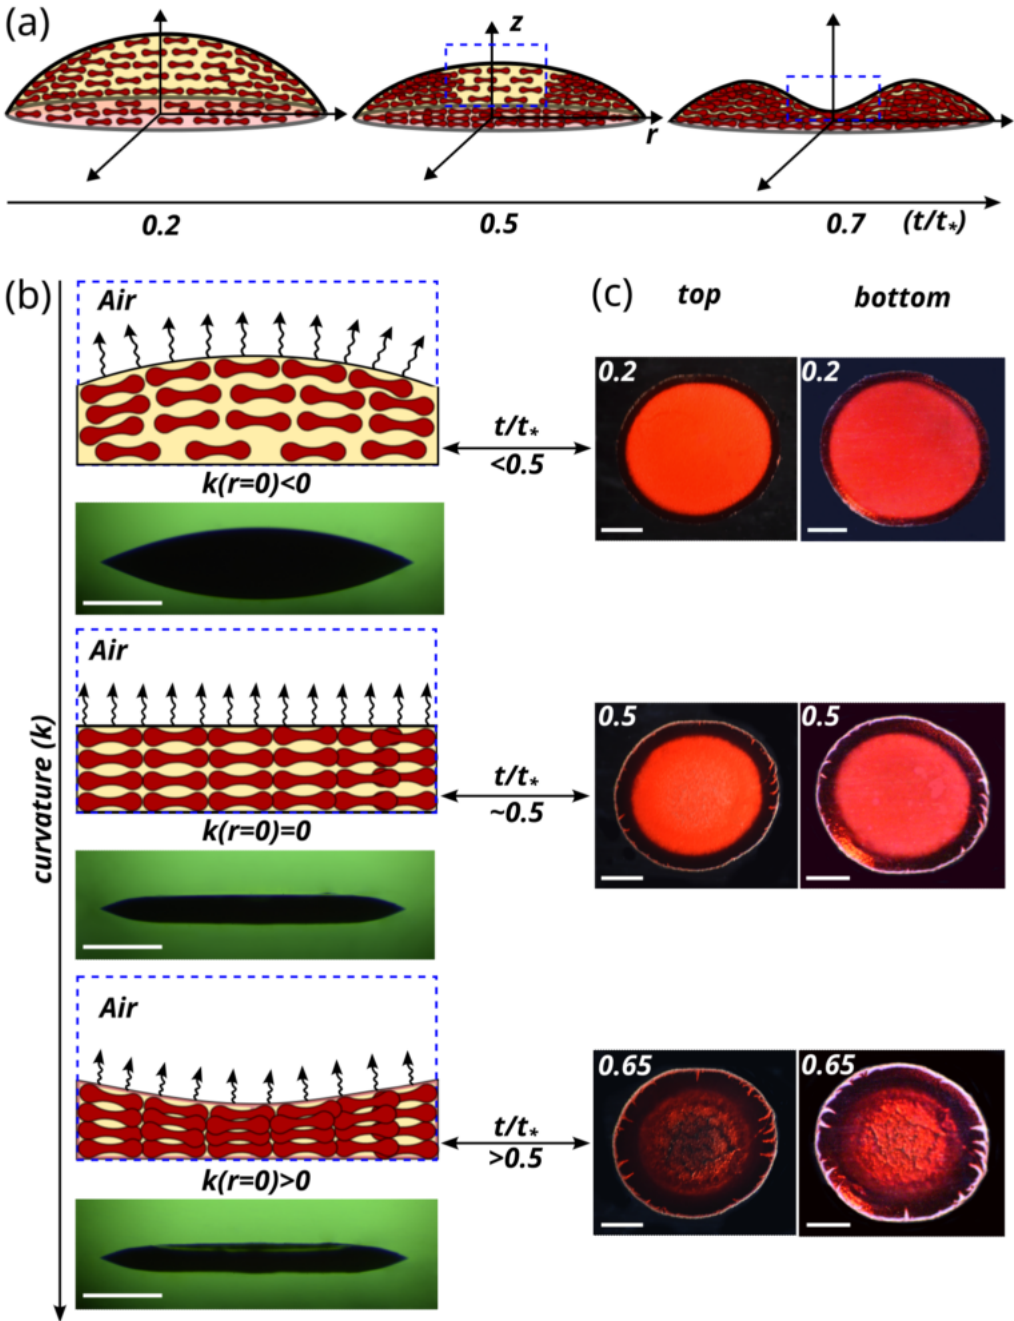 (a)
z
r
0.2 0.5 0.7 (t/t*)
(b)
(c) top bottom
Air
0.2 0.2
t/t*
<0.5
k(r=0)<0
Air
0.5 0.5
t/t*
~0.5
k(r=0)=0
curvature (k)
Air
0.65 0.65
t/t*
>0.5
k(r=0)>0